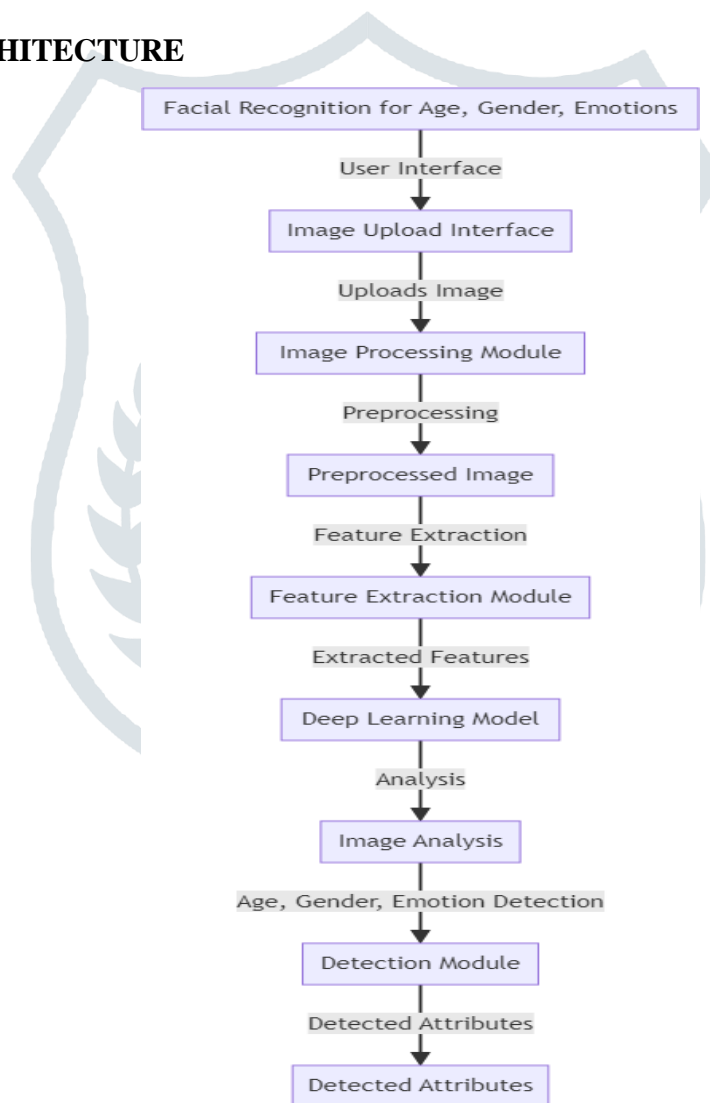 HITECTURE
Facial Recognition for Age, Gender, Emotions
User Interface
Image Upload Interface
Uploads Image
Image Processing Module
Preprocessing
Preprocessed Image
Feature Extraction
Feature Extraction Module
Extracted Features
Deep Learning Model
Analysis
Image Analysis
Age, Gender, Emotion Detection
Detection Module
Detected Attributes
Detected Attributes